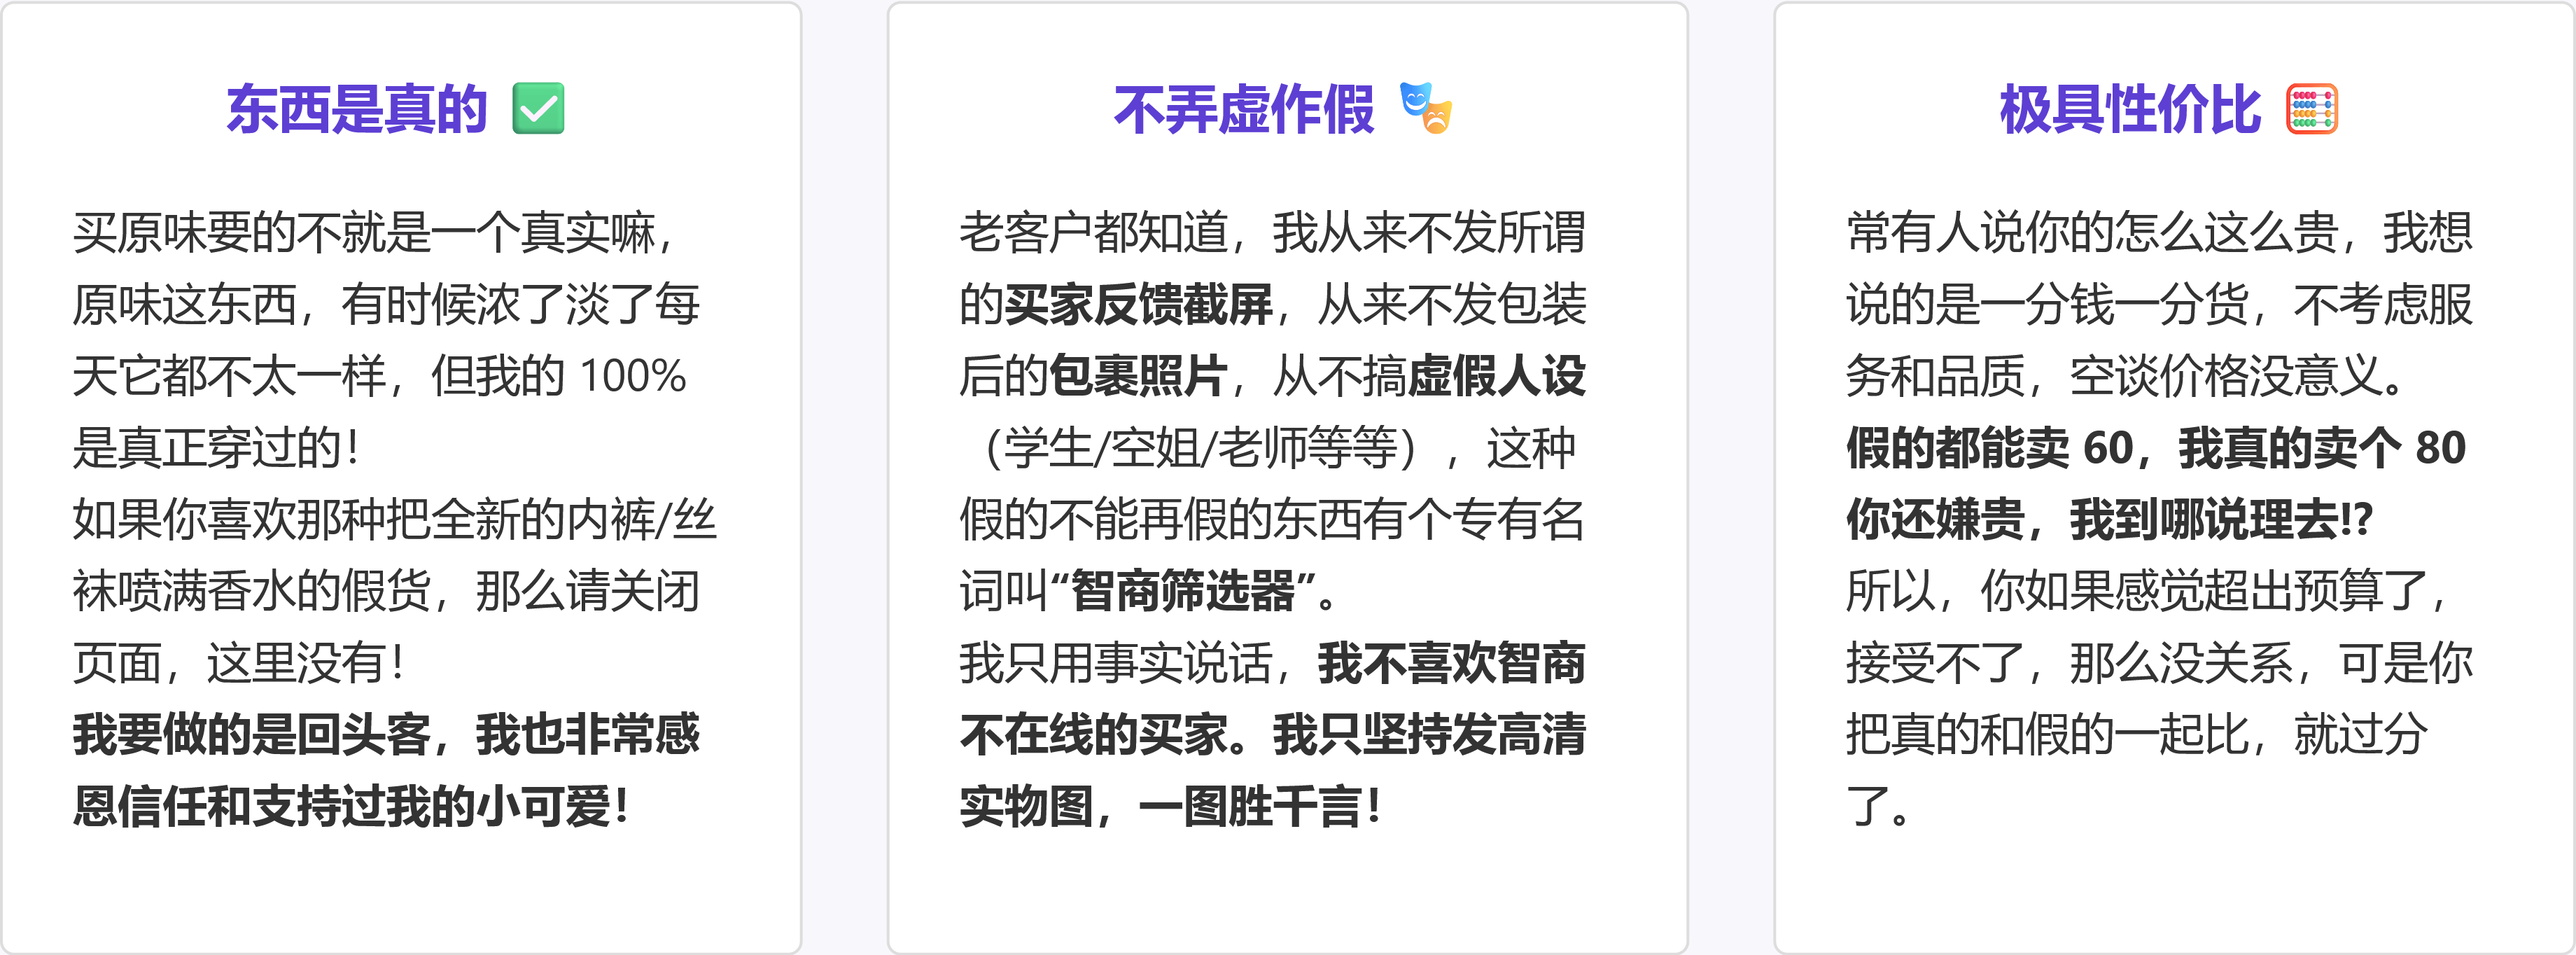 东西是真的 ✅
买原味要的不就是一个真实嘛，
原味这东西，有时候浓了淡了每
天它都不太一样，但我的 100%
是真正穿过的！
如果你喜欢那种把全新的内裤/丝
袜喷满香水的假货，那么请关闭
页面，这里没有！
我要做的是回头客，我也非常感
恩信任和支持过我的小可爱！
不弄虚作假 🎭
老客户都知道，我从来不发所谓
的买家反馈截屏，从来不发包装
后的包裹照片，从不搞虚假人设
（学生/空姐/老师等等），这种
假的不能再假的东西有个专有名
词叫“智商筛选器”。
我只用事实说话，我不喜欢智商
不在线的买家。我只坚持发高清
实物图，一图胜千言！
极具性价比 🧮
常有人说你的怎么这么贵，我想
说的是一分钱一分货，不考虑服
务和品质，空谈价格没意义。
假的都能卖 60，我真的卖个 80
你还嫌贵，我到哪说理去!?
所以，你如果感觉超出预算了，
接受不了，那么没关系，可是你
把真的和假的一起比，就过分
了。